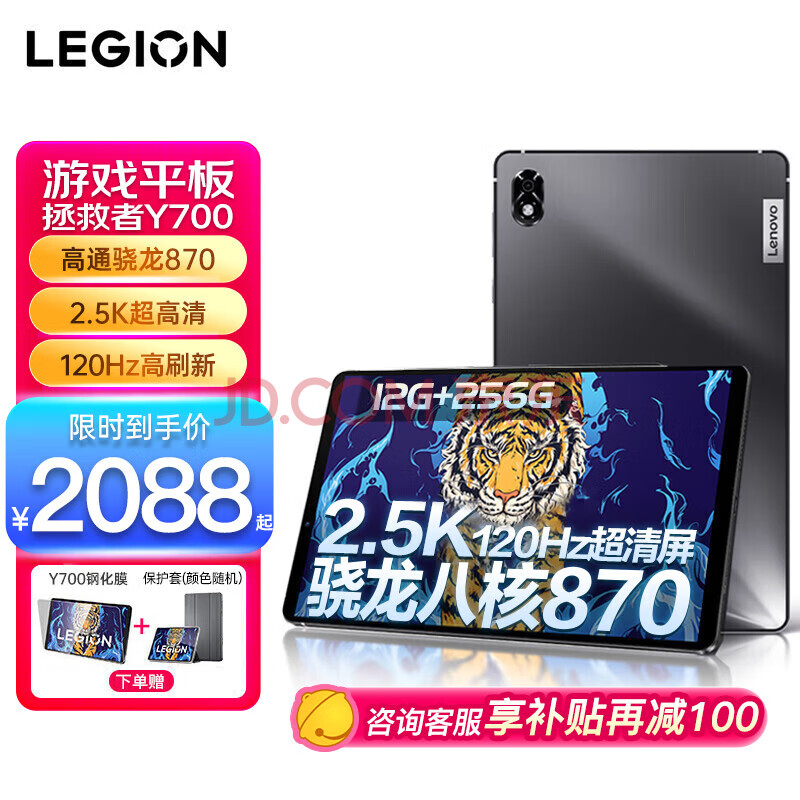 LEGION
游戏平板
拯救者Y700
高通骁龙870
2.5K超高清
120Hz高刷新
限时到手价
¥2088起
Y700钢化膜
保护套(颜色随机)
LEGION
+
下单赠
Lenovo
JD.COM
12G+256G
2.5K120Hz超清屏
骁龙八核870
咨询客服享补贴再减100